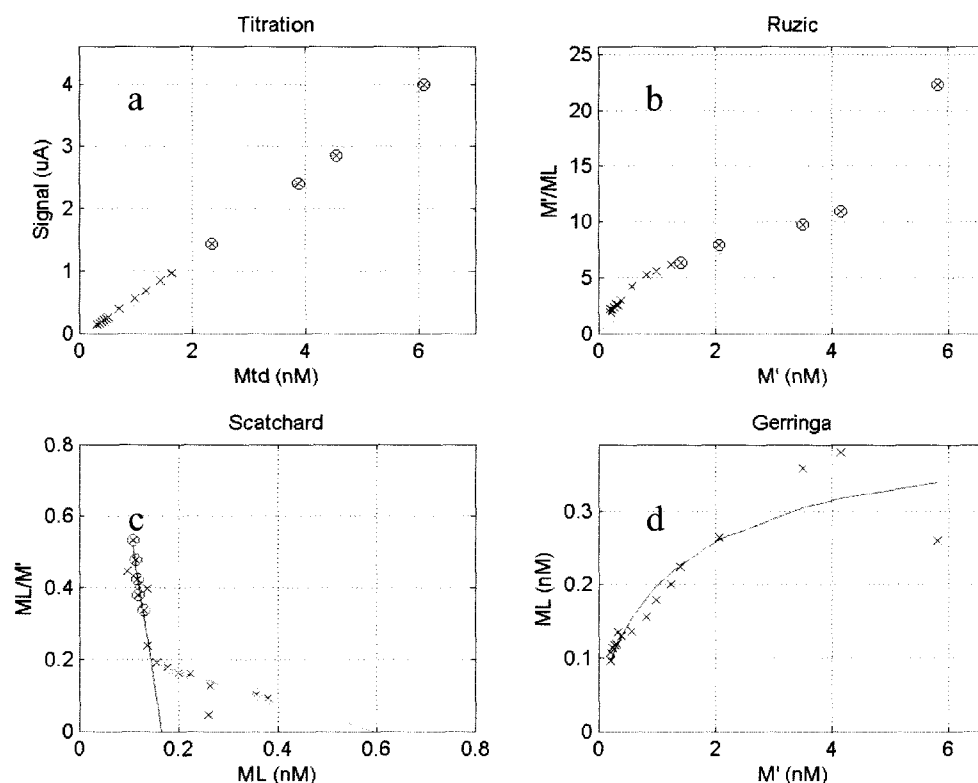 Titration
a
4
3
2
1
0
Signal (uA)
0 2 4 6
Mtd (nM)
Ruzic
b
25
20
15
10
5
0
M'/ML
0 2 4 6
M' (nM)
Scatchard
c
0.8
0.6
0.4
0.2
0
ML/M'
0 0.2 0.4 0.6 0.8
ML (nM)
Gerringa
d
0.3
0.2
0.1
0
ML (nM)
0 2 4 6
M' (nM)